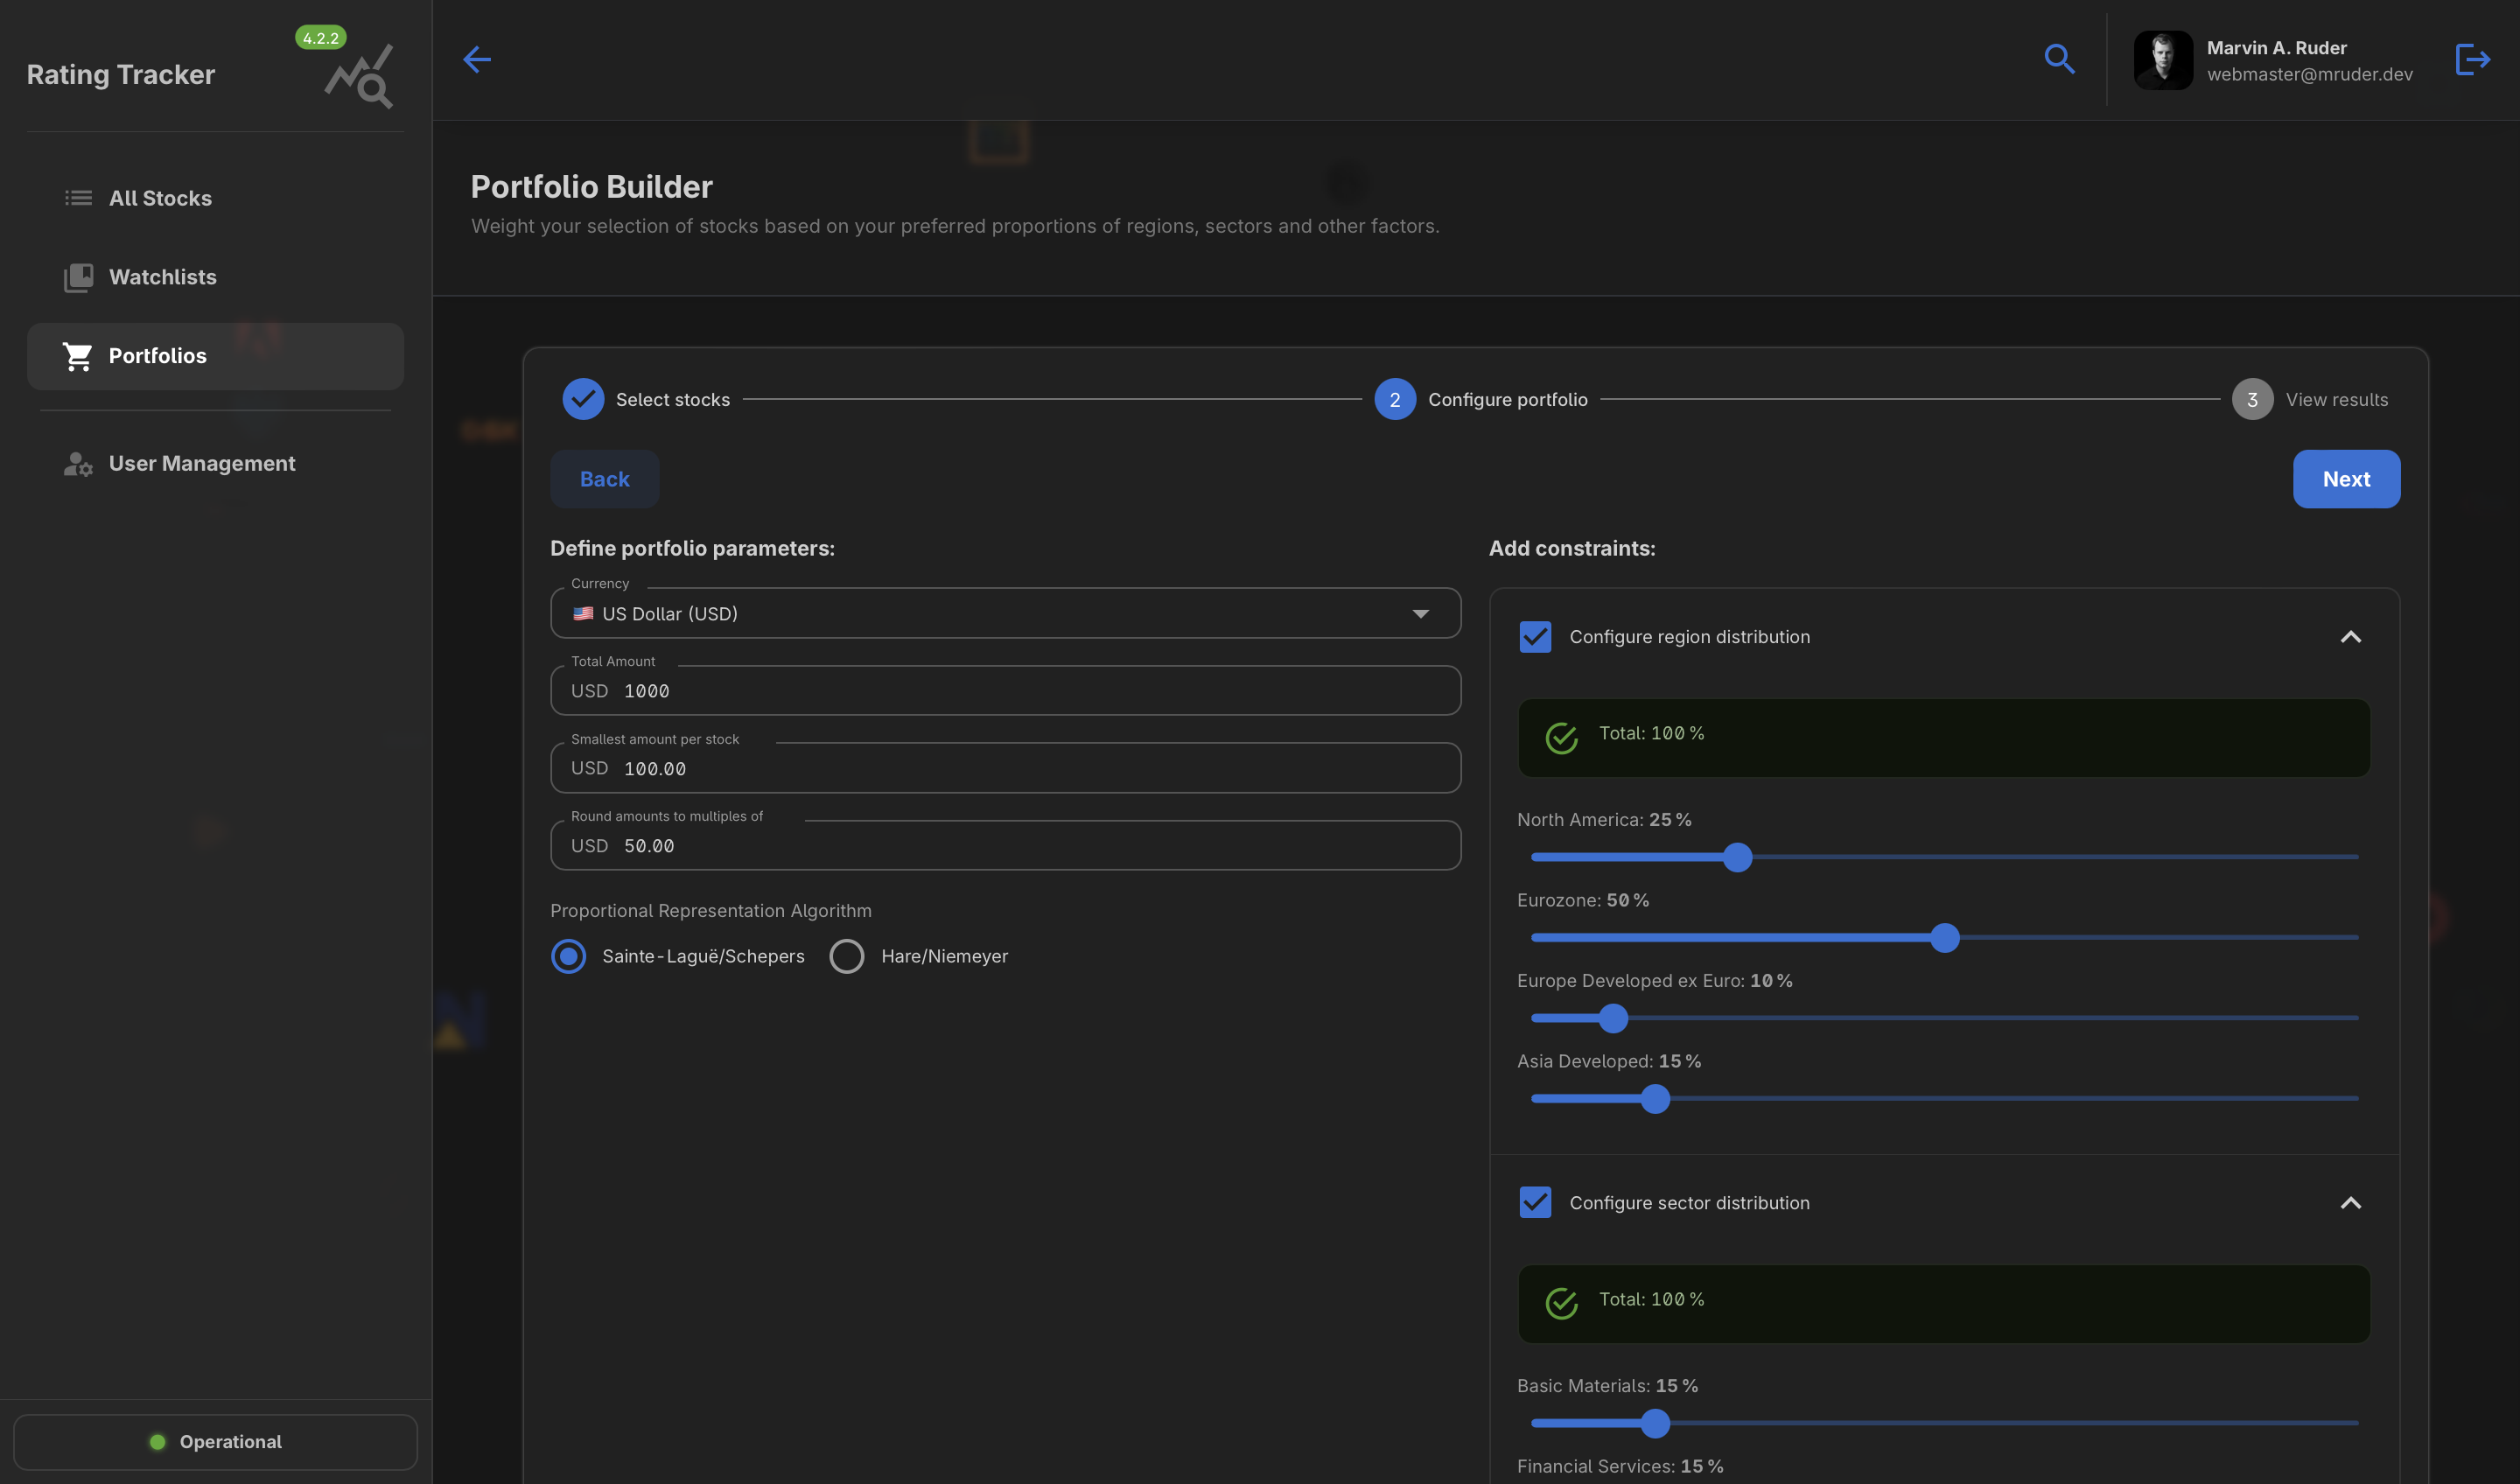 Rating Tracker
4.2.2
All Stocks
Watchlists
Portfolios
User Management
Operational
Marvin A. Ruder
webmaster@mruder.dev
Portfolio Builder
Weight your selection of stocks based on your preferred proportions of regions, sectors and other factors.
Select stocks
2 Configure portfolio
3 View results
Back
Next
Define portfolio parameters:
Currency
🇺🇸 US Dollar (USD)
Total Amount
USD 1000
Smallest amount per stock
USD 100.00
Round amounts to multiples of
USD 50.00
Proportional Representation Algorithm
Sainte-Laguë/Schepers
Hare/Niemeyer
Add constraints:
Configure region distribution
Total: 100 %
North America: 25 %
Eurozone: 50 %
Europe Developed ex Euro: 10 %
Asia Developed: 15 %
Configure sector distribution
Total: 100 %
Basic Materials: 15 %
Financial Services: 15 %